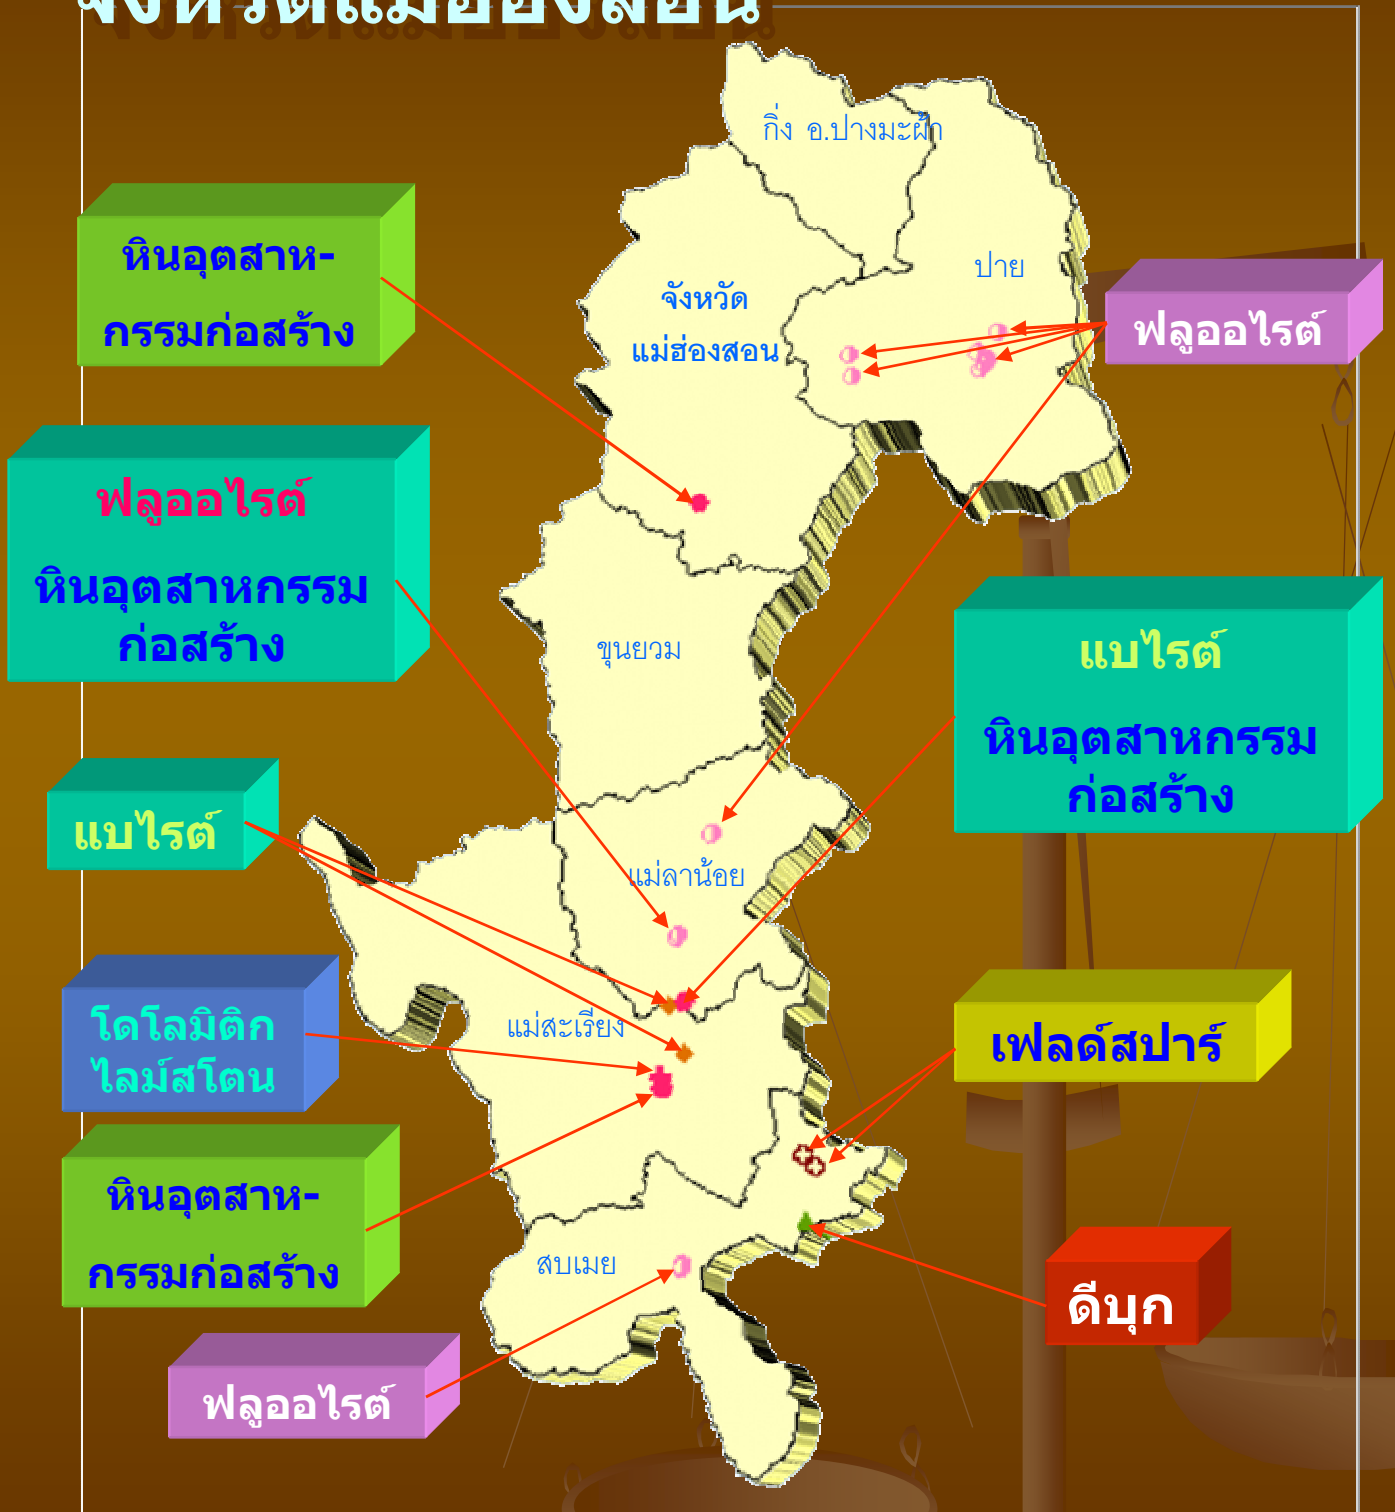 จังหวัดแม่ฮ่องสอน
กิ่ง อ.ปางมะผ้า
หินอุตสาห-
กรรมก่อสร้าง
ปาย
จังหวัด
แม่ฮ่องสอน
ฟลูออไรต์
ฟลูออไรต์
หินอุตสาหกรรม
ก่อสร้าง
ขุนยวม
แบไรต์
หินอุตสาหกรรม
ก่อสร้าง
แบไรต์
แม่ลาน้อย
โดโลมิติก
ไลม์สโตน
แม่สะเรียง
เฟลด์สปาร์
หินอุตสาห-
กรรมก่อสร้าง
สบเมย
ดีบุก
ฟลูออไรต์